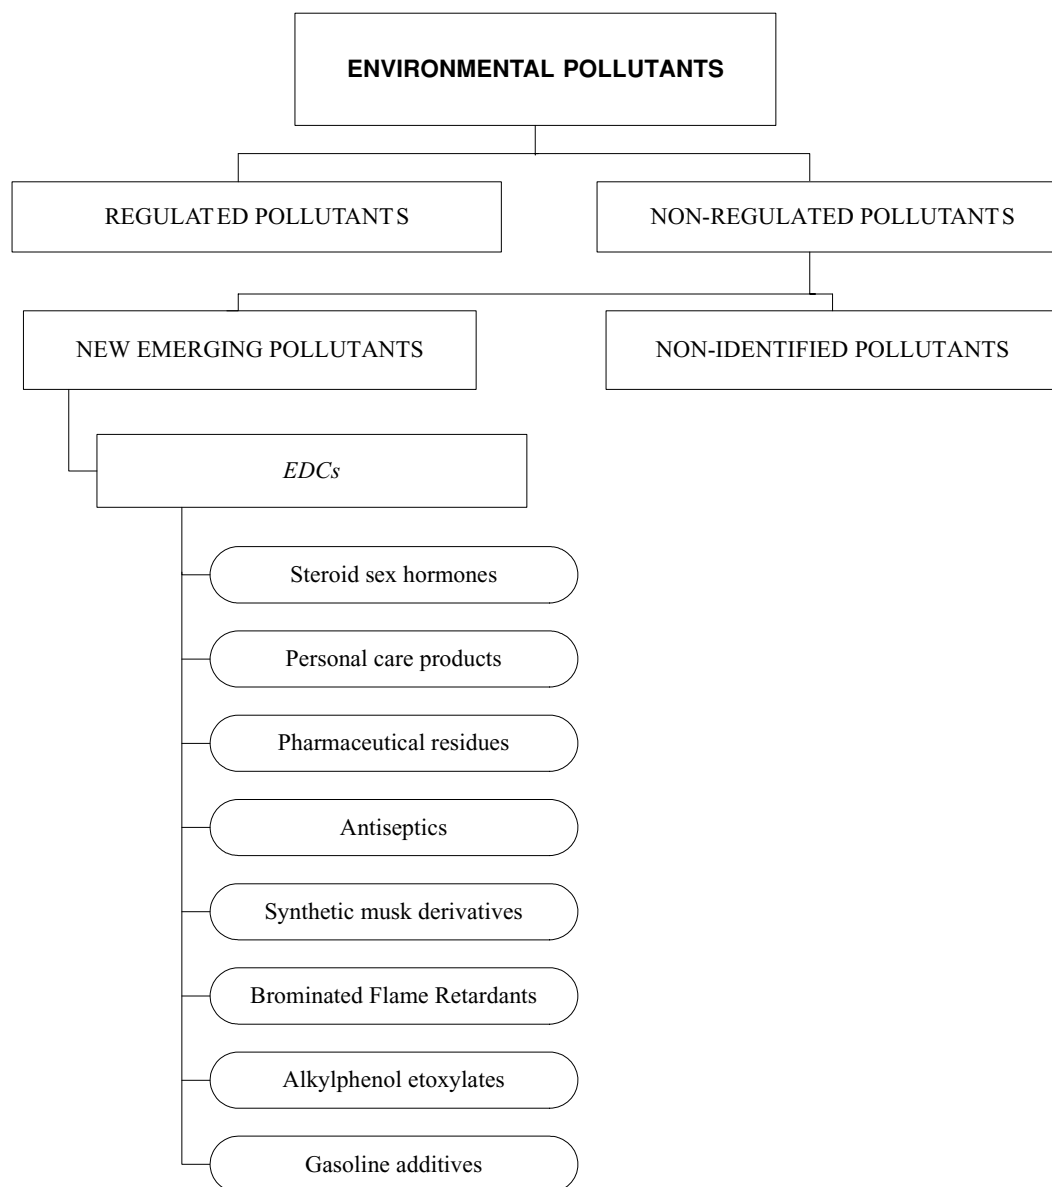 ENVIRONMENTAL POLLUTANTS
REGULATED POLLUTANTS
NON-REGULATED POLLUTANTS
NEW EMERGING POLLUTANTS
NON-IDENTIFIED POLLUTANTS
EDCs
Steroid sex hormones
Personal care products
Pharmaceutical residues
Antiseptics
Synthetic musk derivatives
Brominated Flame Retardants
Alkylphenol etoxylates
Gasoline additives